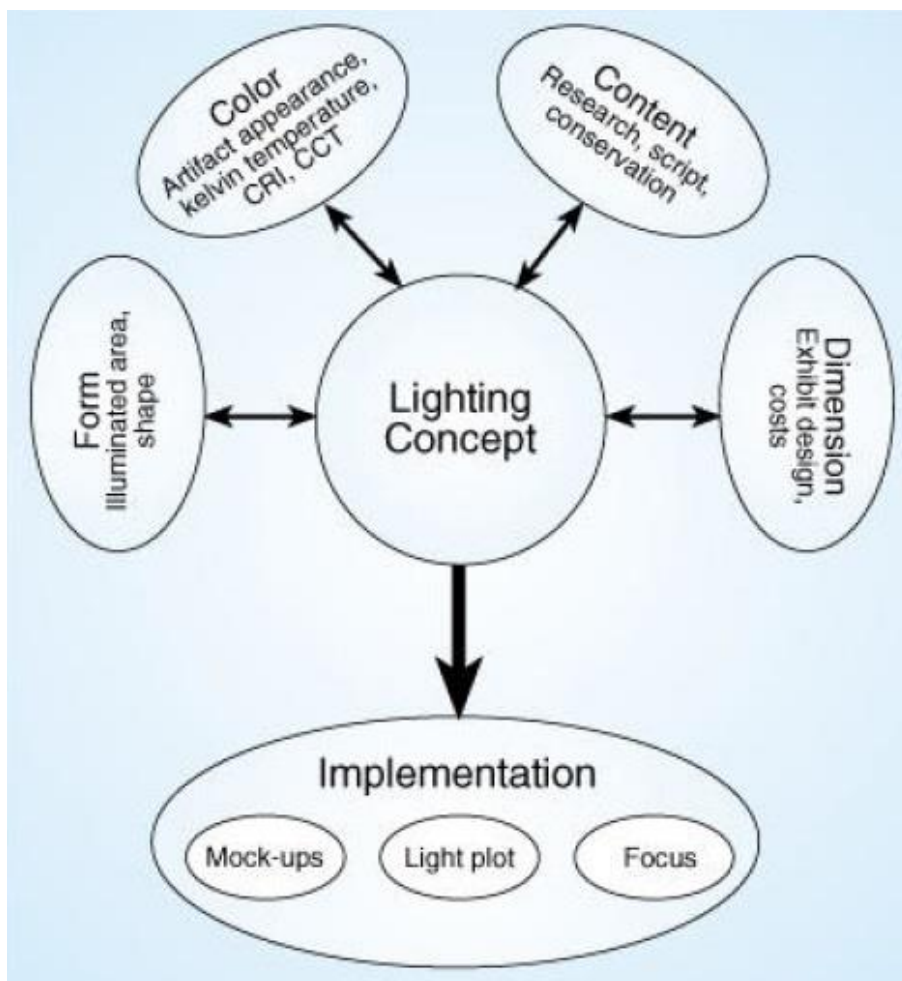 Color
Artifact appearance,
kelvin temperature,
CRI, CCT
Content
Research, script,
conservation
Form
Illuminated area,
shape
Lighting
Concept
Dimension
Exhibit design,
costs
Implementation
Mock-ups
Light plot
Focus